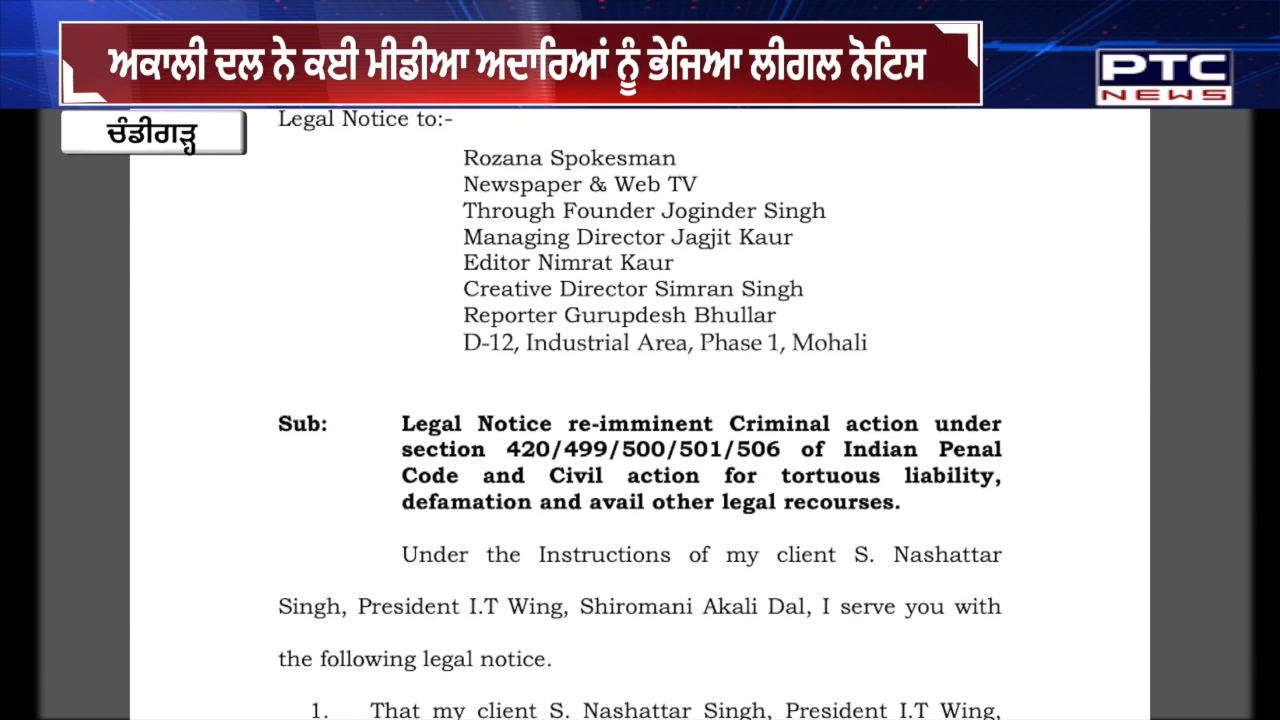 ਅਕਾਲੀ ਦਲ ਨੇ ਕਈ ਮੀਡੀਆ ਅਦਾਰਿਆਂ ਨੂੰ ਭੇਜਿਆ ਲੀਗਲ ਨੋਟਿਸ
PTC
NEWS
ਚੰਡੀਗੜ੍ਹ
Legal Notice to:-
Rozana Spokesman
Newspaper & Web TV
Through Founder Joginder Singh
Managing Director Jagjit Kaur
Editor Nimrat Kaur
Creative Director Simran Singh
Reporter Gurupdesh Bhullar
D-12, Industrial Area, Phase 1, Mohali
Sub: Legal Notice re-imminent Criminal action under
section 420/499/500/501/506 of Indian Penal
Code and Civil action for tortuous liability,
defamation and avail other legal recourses.
Under the Instructions of my client S. Nashattar
Singh, President I.T Wing, Shiromani Akali Dal, I serve you with
the following legal notice.
1. That my client S. Nashattar Singh, President I.T Wing,